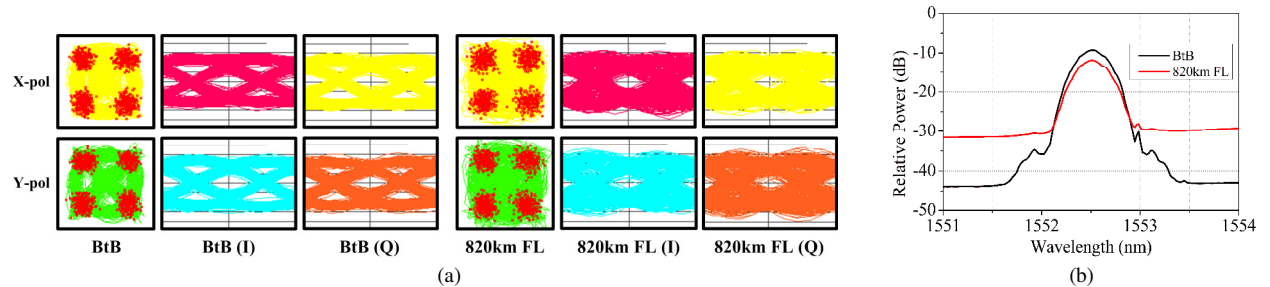 (a)
X-pol
Y-pol
BtB
BtB (I)
BtB (Q)
820km FL
820km FL (I)
820km FL (Q)
(a)
0
-10
-20
-30
-40
-50
Relative Power (dB)
BtB
820km FL
1551
1552
1553
1554
Wavelength (nm)
(b)